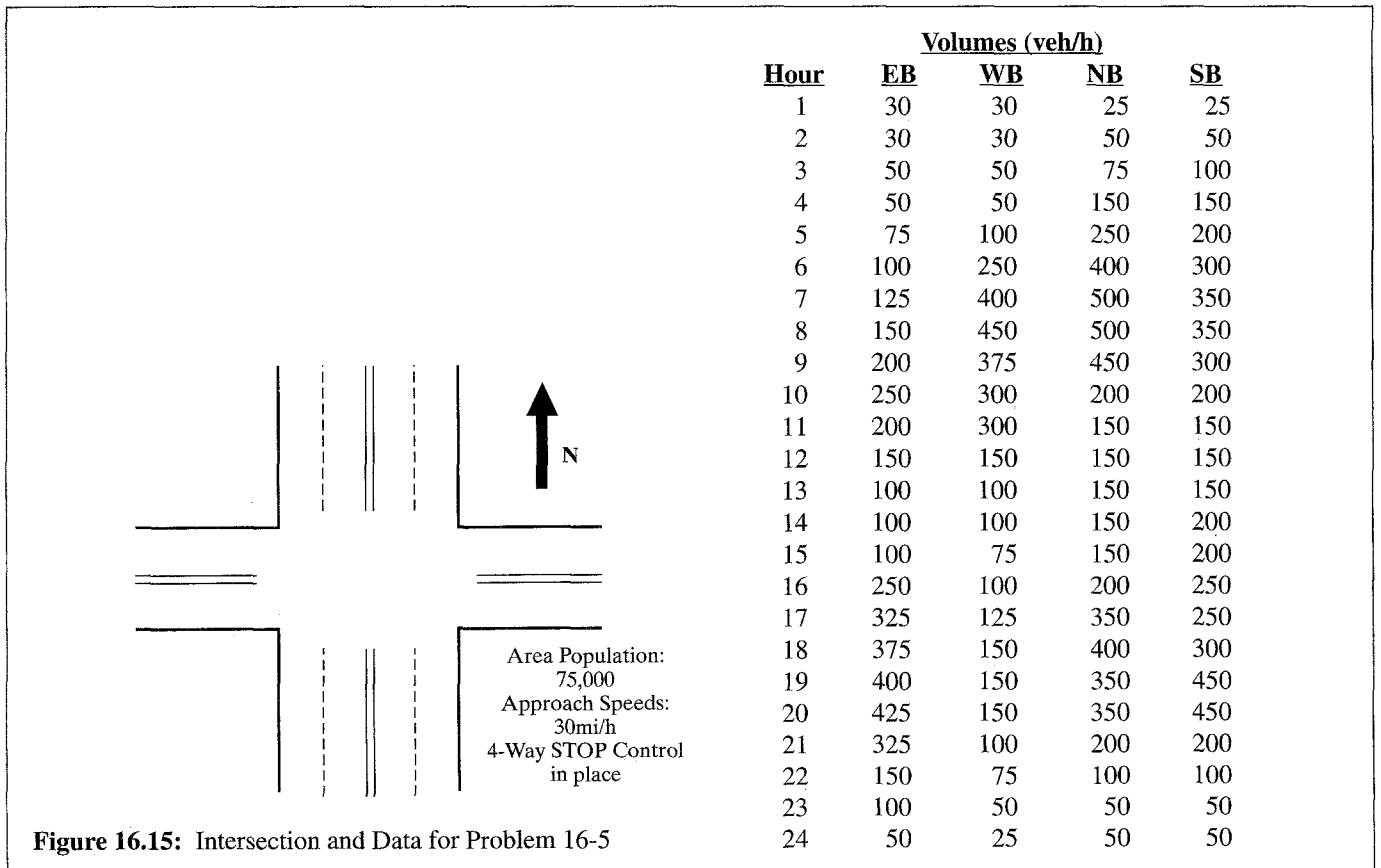 Volumes (veh/h)
Hour EB WB NB SB
1 30 30 25 25
2 30 30 50 50
3 50 50 75 100
4 50 50 150 150
5 75 100 250 200
6 100 250 400 300
7 125 400 500 350
8 150 450 500 350
9 200 375 450 300
10 250 300 200 200
11 200 300 150 150
12 150 150 150 150
13 100 100 150 150
14 100 100 150 200
15 100 75 150 200
16 250 100 200 250
17 325 125 350 250
18 375 150 400 300
19 400 150 350 450
20 425 150 350 450
21 325 100 200 200
22 150 75 100 100
23 100 50 50 50
24 50 25 50 50
N
Area Population:
75,000
Approach Speeds:
30mi/h
4-Way STOP Control
in place
Figure 16.15: Intersection and Data for Problem 16-5